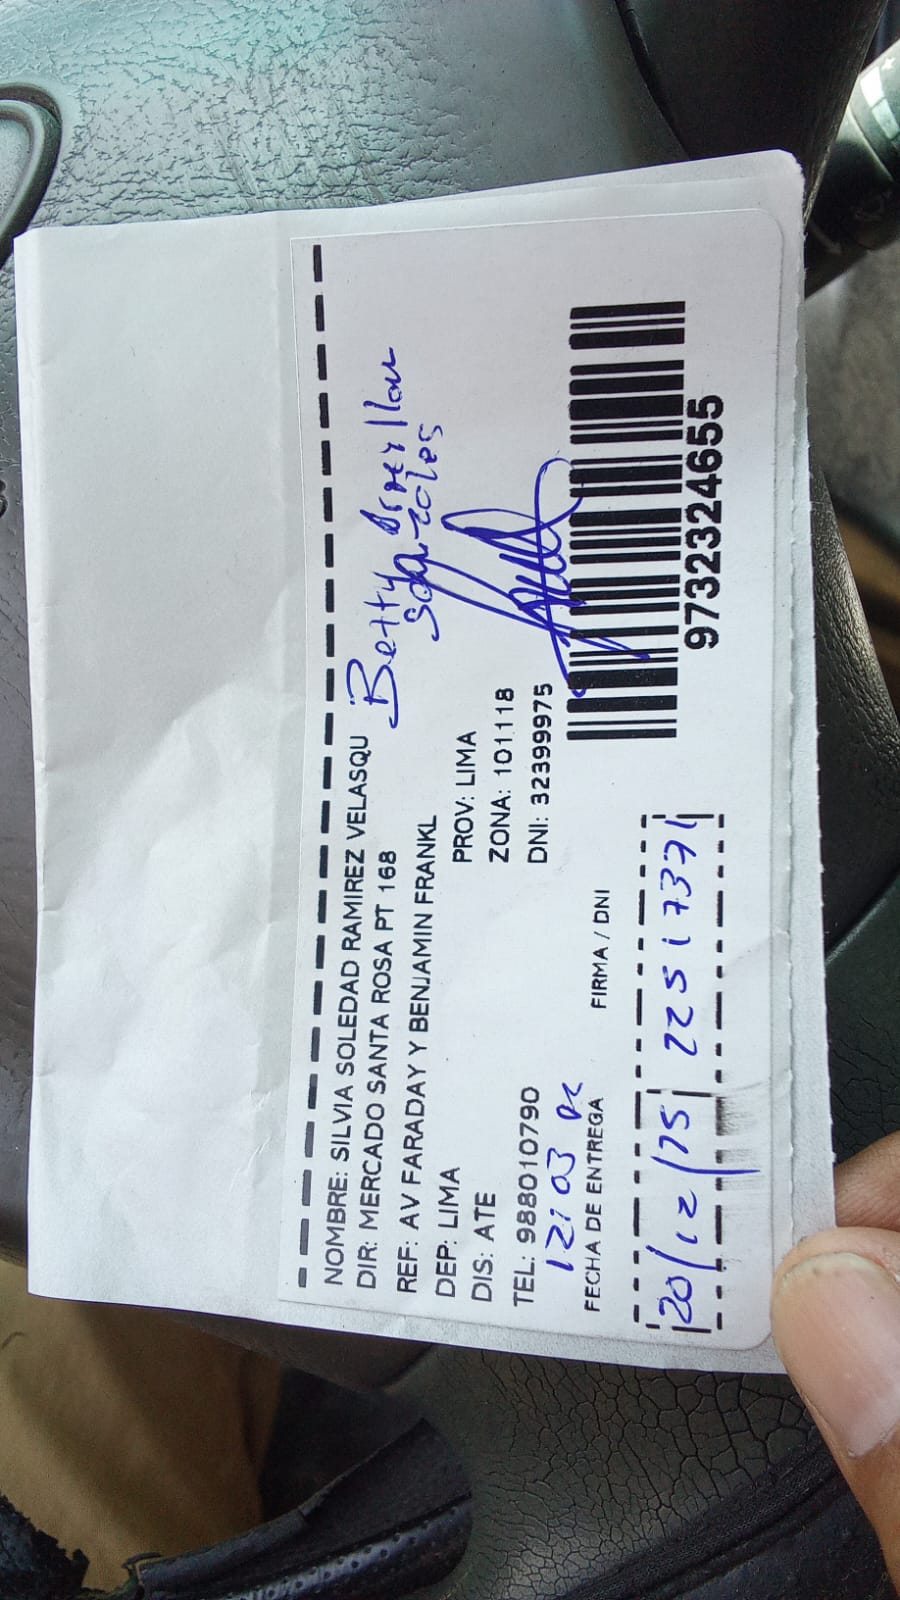 NOMBRE: SILVIA SOLEDAD RAMIREZ VELASQU
DIR: MERCADO SANTA ROSA PT 168
Betty
REF: AV FARADAY Y BENJAMIN FRANKL
DEP: LIMA PROV: LIMA
DIS: ATE ZONA: 101118
TEL: 988010790 DNI: 32399975
12:03
FECHA DE ENTREGA FIRMA / DNI
20/12/25 22517371
9732324655